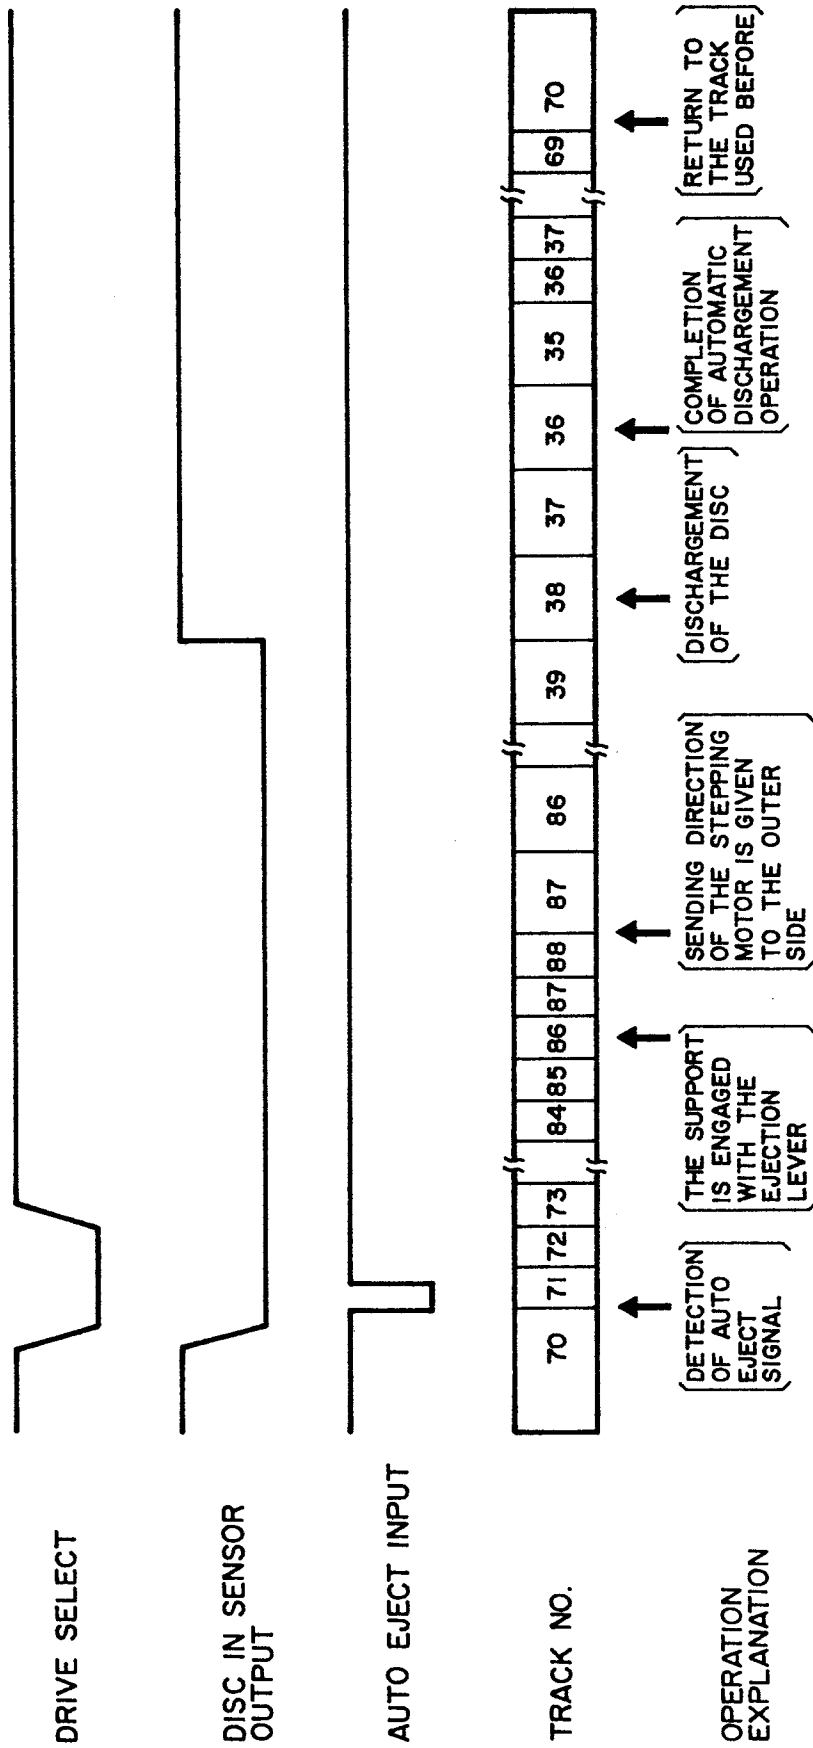 DRIVE SELECT
DISC IN SENSOR
OUTPUT
AUTO EJECT INPUT
TRACK NO.
70 71 72 73 84 85 86 87 88 87 86 39 38 37 36 35 36 37 69 70
OPERATION
EXPLANATION
DETECTION
OF AUTO
EJECT
SIGNAL
THE SUPPORT
IS ENGAGED
WITH THE
EJECTION
LEVER
SENDING DIRECTION
OF THE STEPPING
MOTOR IS GIVEN
TO THE OUTER
SIDE
DISCHARGEMENT
OF THE DISC
COMPLETION
OF AUTOMATIC
DISCHARGEMENT
OPERATION
RETURN TO
THE TRACK
USED BEFORE